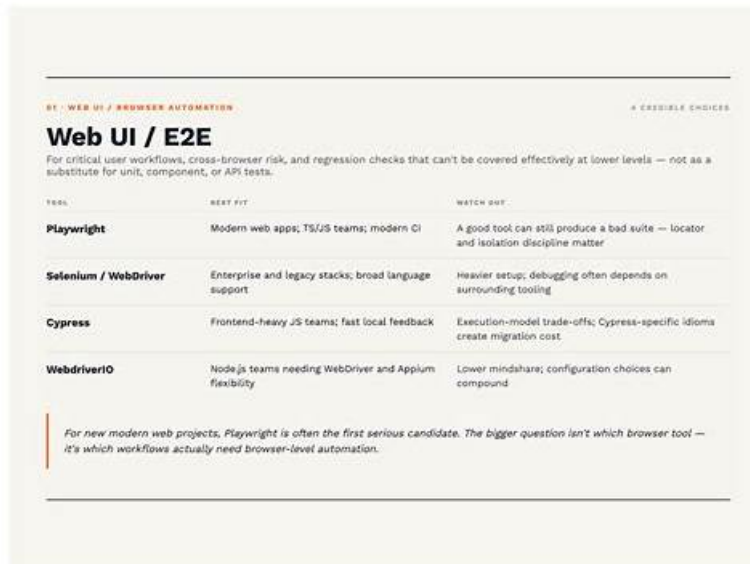 01 · WEB UI / BROWSER AUTOMATION
4 CREDIBLE CHOICES
Web UI / E2E
For critical user workflows, cross-browser risk, and regression checks that can't be covered effectively at lower levels — not as a
substitute for unit, component, or API tests.
TOOL
BEST FIT
WATCH OUT
Playwright
Modern web apps; TS/JS teams; modern CI
A good tool can still produce a bad suite — locator
and isolation discipline matter
Selenium / WebDriver
Enterprise and legacy stacks; broad language
support
Heavier setup; debugging often depends on
surrounding tooling
Cypress
Frontend-heavy JS teams; fast local feedback
Execution-model trade-offs; Cypress-specific idioms
create migration cost
WebdriverIO
Node.js teams needing WebDriver and Appium
flexibility
Lower mindshare; configuration choices can
compound
For new modern web projects, Playwright is often the first serious candidate. The bigger question isn't which browser tool —
it's which workflows actually need browser-level automation.